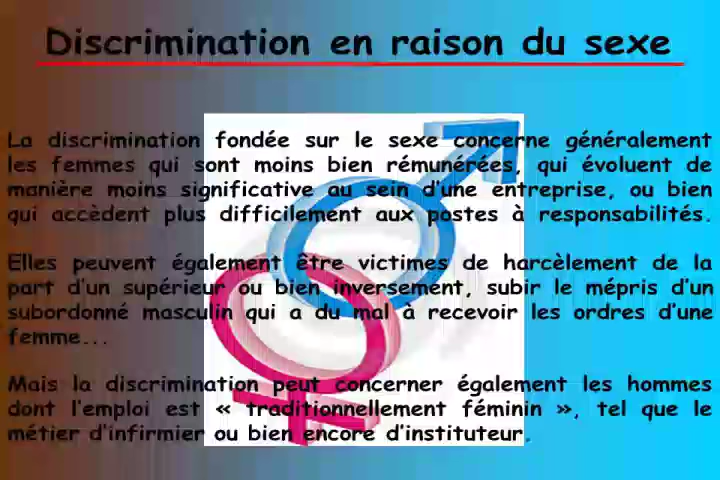 Discrimination en raison du sexe
La discrimination fondée sur le sexe concerne généralement
les femmes qui sont moins bien rémunérées, qui évoluent de
manière moins significative au sein d'une entreprise, ou bien
qui accèdent plus difficilement aux postes à responsabilités.
Elles peuvent également être victimes de harcèlement de la
part d'un supérieur ou bien inversement, subir le mépris d'un
subordonné masculin qui a du mal à recevoir les ordres d'une
femme...
Mais la discrimination peut concerner également les hommes
dont l'emploi est « traditionnellement féminin », tel que le
métier d'infirmier ou bien encore d'instituteur.